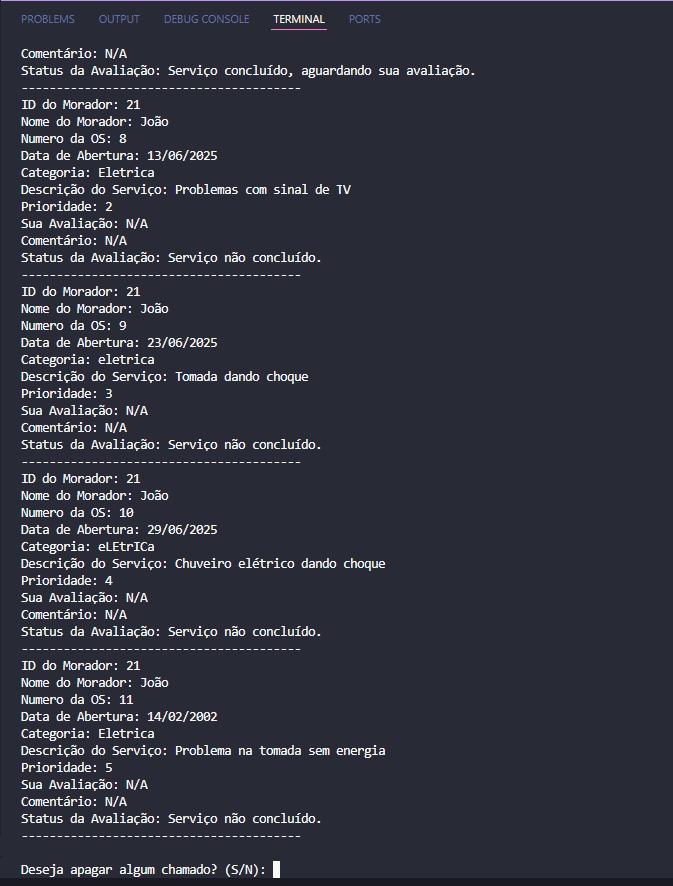 PROBLEMS OUTPUT DEBUG CONSOLE TERMINAL PORTS
Comentário: N/A
Status da Avaliação: Serviço concluído, aguardando sua avaliação.
----------------------------------------
ID do Morador: 21
Nome do Morador: João
Numero da OS: 8
Data de Abertura: 13/06/2025
Categoria: Eletrica
Descrição do Serviço: Problemas com sinal de TV
Prioridade: 2
Sua Avaliação: N/A
Comentário: N/A
Status da Avaliação: Serviço não concluído.
----------------------------------------
ID do Morador: 21
Nome do Morador: João
Numero da OS: 9
Data de Abertura: 23/06/2025
Categoria: eletrica
Descrição do Serviço: Tomada dando choque
Prioridade: 3
Sua Avaliação: N/A
Comentário: N/A
Status da Avaliação: Serviço não concluído.
----------------------------------------
ID do Morador: 21
Nome do Morador: João
Numero da OS: 10
Data de Abertura: 29/06/2025
Categoria: eLEtrICa
Descrição do Serviço: Chuveiro elétrico dando choque
Prioridade: 4
Sua Avaliação: N/A
Comentário: N/A
Status da Avaliação: Serviço não concluído.
----------------------------------------
ID do Morador: 21
Nome do Morador: João
Numero da OS: 11
Data de Abertura: 14/02/2002
Categoria: Eletrica
Descrição do Serviço: Problema na tomada sem energia
Prioridade: 5
Sua Avaliação: N/A
Comentário: N/A
Status da Avaliação: Serviço não concluído.
----------------------------------------
Deseja apagar algum chamado? (S/N):